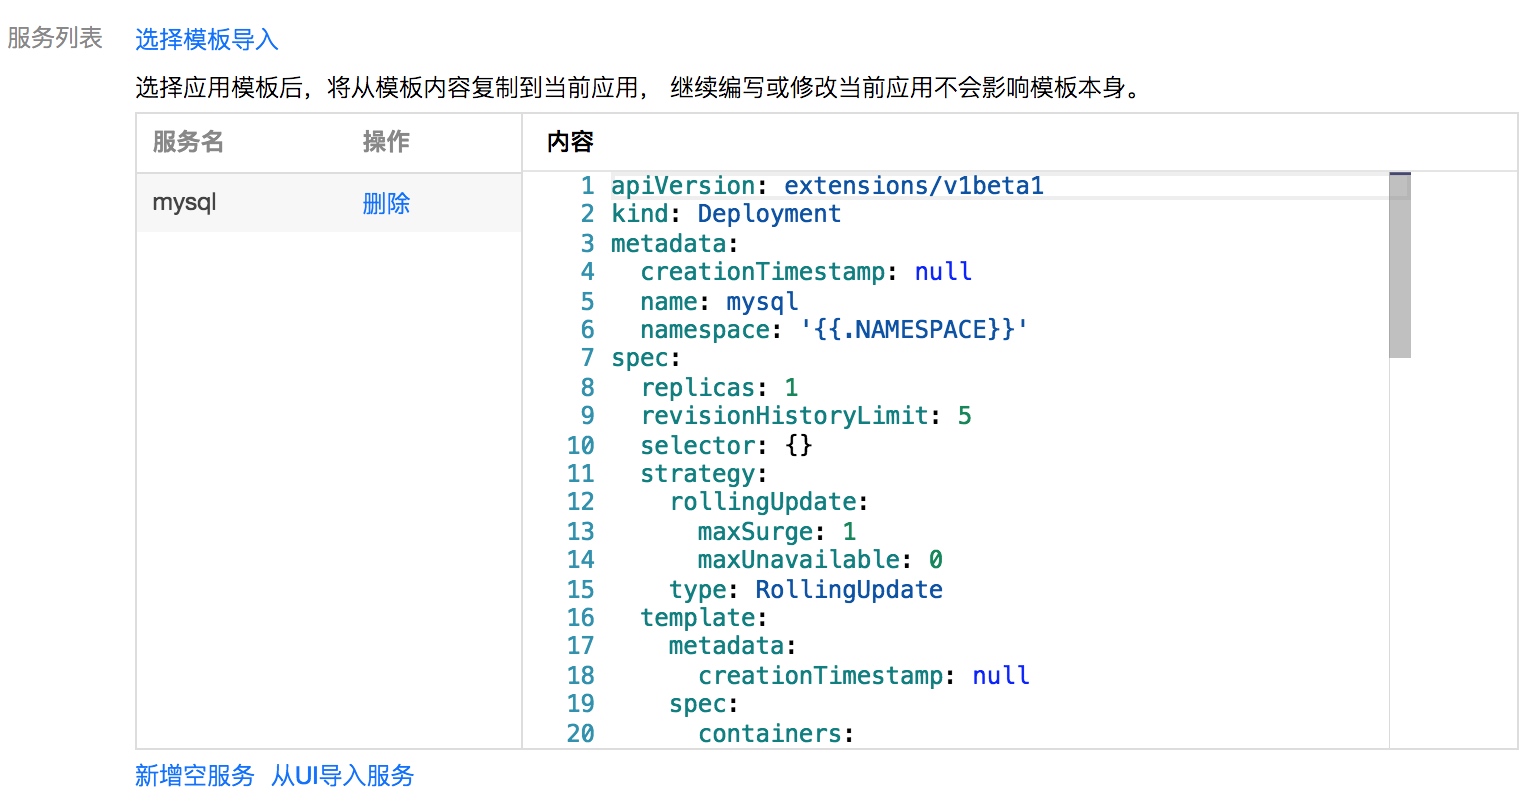 服务列表 选择模板导入
选择应用模板后，将从模板内容复制到当前应用， 继续编写或修改当前应用不会影响模板本身。
服务名 操作 内容
mysql 删除
1 apiVersion: extensions/v1beta1
2 kind: Deployment
3 metadata:
4   creationTimestamp: null
5   name: mysql
6   namespace: '{{.NAMESPACE}}'
7 spec:
8   replicas: 1
9   revisionHistoryLimit: 5
10   selector: {}
11   strategy:
12     rollingUpdate:
13       maxSurge: 1
14       maxUnavailable: 0
15     type: RollingUpdate
16   template:
17     metadata:
18       creationTimestamp: null
19     spec:
20       containers:
新增空服务 从UI导入服务